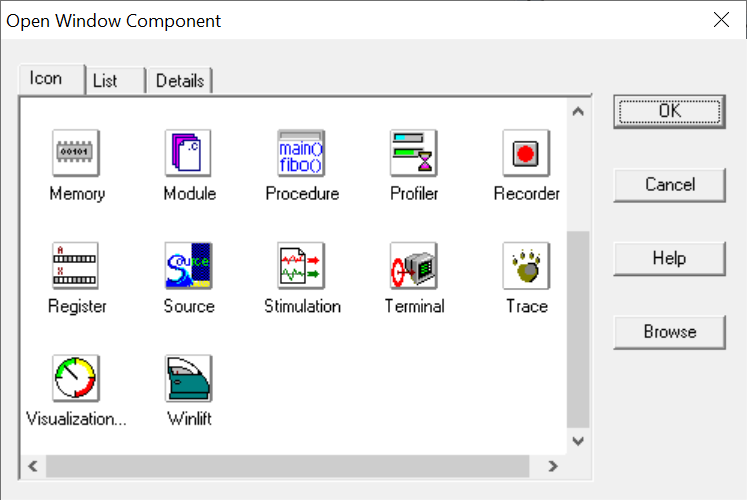 Open Window Component
Icon
List
Details
OK
Cancel
Help
Browse
00101
.C
main()
fibo()
Memory
Module
Procedure
Profiler
Recorder
A
X
Source
Register
Source
Stimulation
Terminal
Trace
Visualization...
Winlift